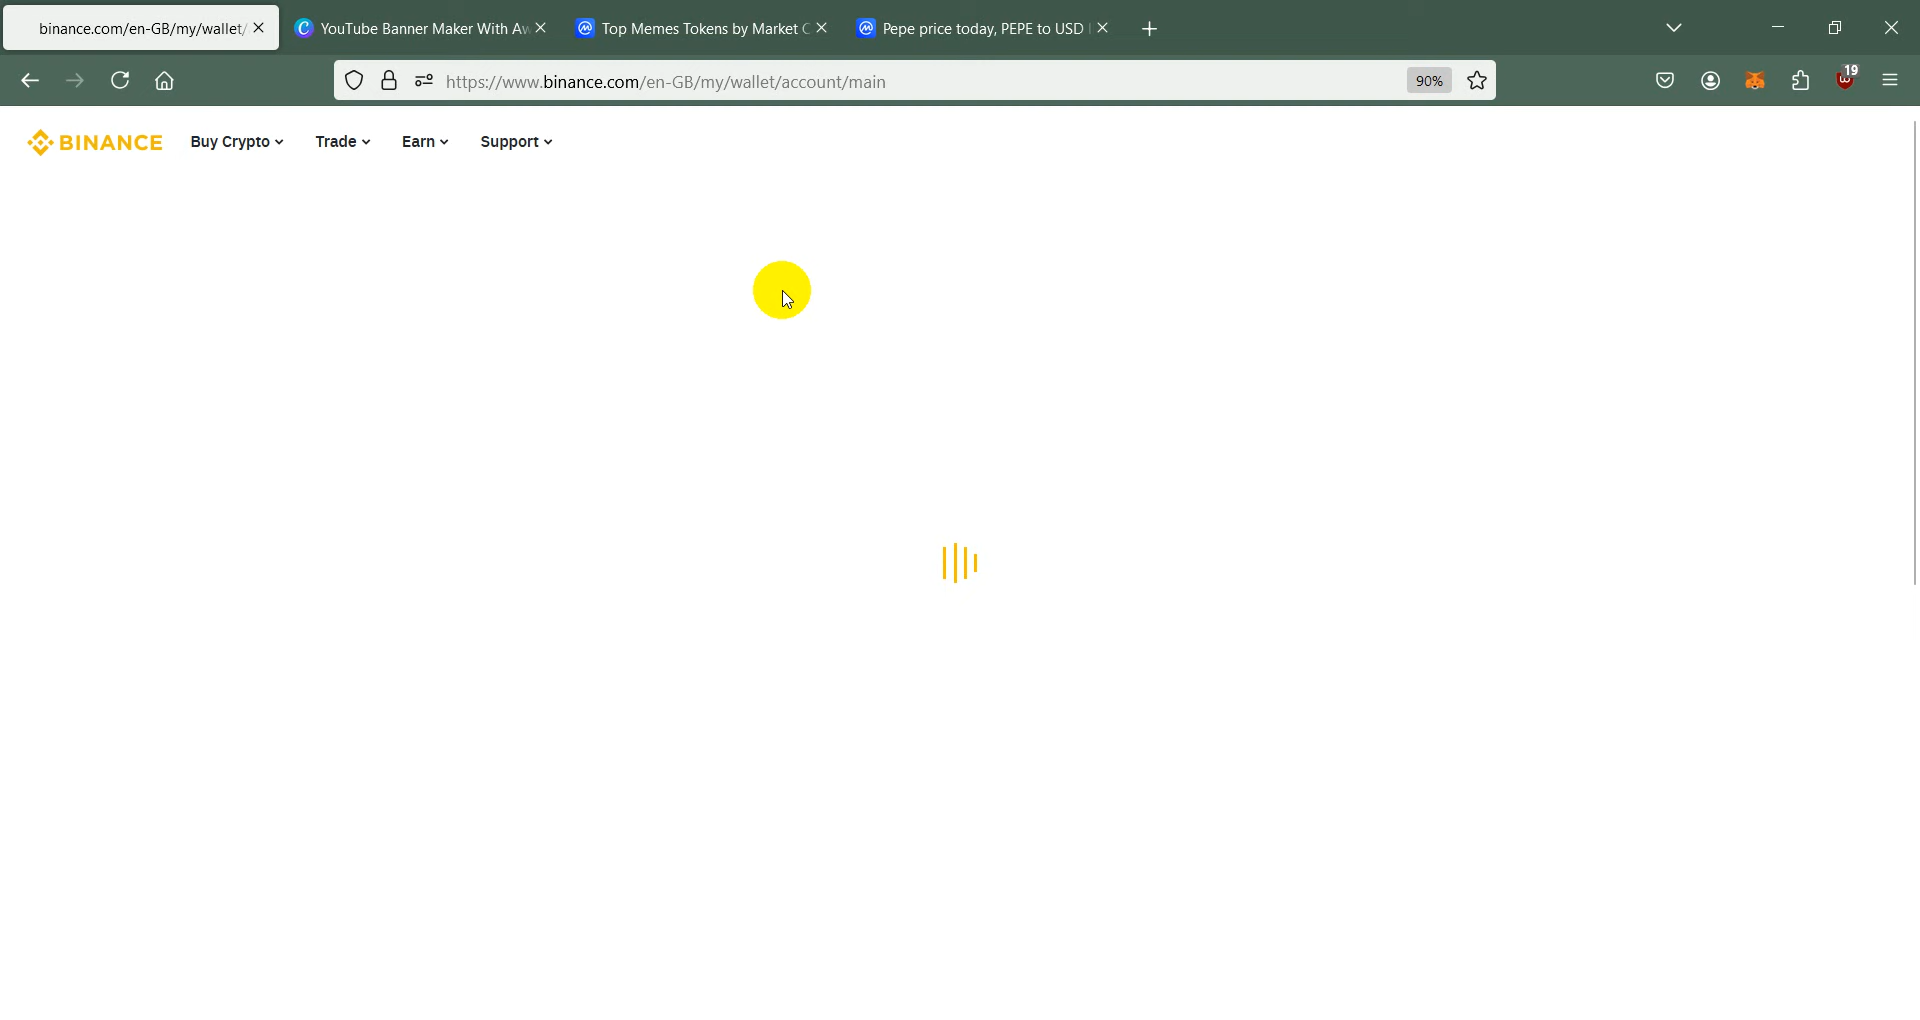 binance.com/en-GB/my/wallet/
YouTube Banner Maker With Aw
Top Memes Tokens by Market C
Pepe price today, PEPE to USD
https://www.binance.com/en-GB/my/wallet/account/main
90%
19
BINANCE
Buy Crypto
Trade
Earn
Support